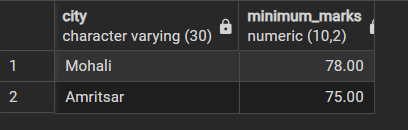 city minimum_marks
character varying (30) numeric (10,2)
1 Mohali 78.00
2 Amritsar 75.00